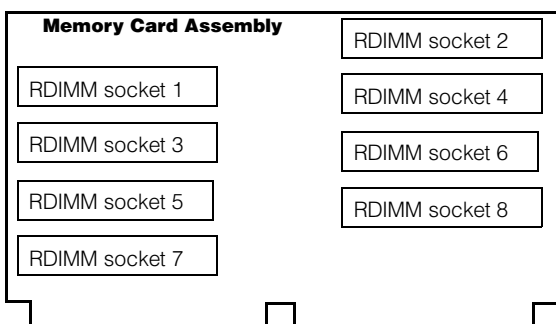 Memory Card Assembly
RDIMM socket 1
RDIMM socket 3
RDIMM socket 5
RDIMM socket 7
RDIMM socket 2
RDIMM socket 4
RDIMM socket 6
RDIMM socket 8